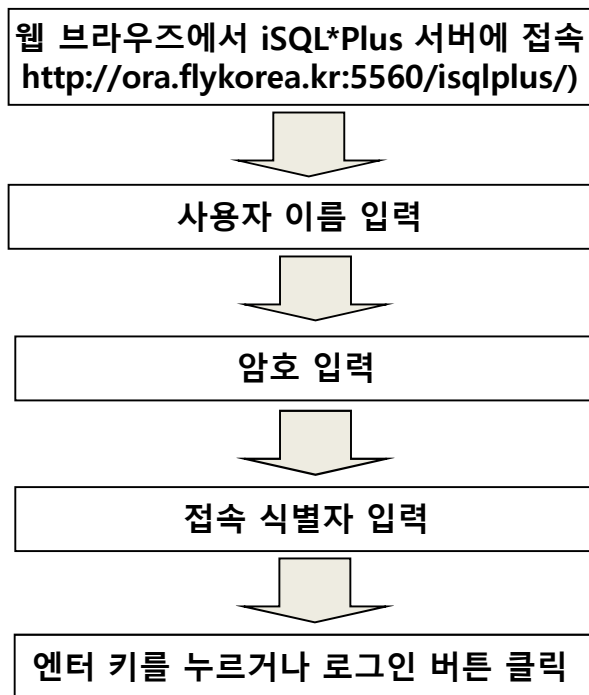 웹 브라우즈에서 iSQL*Plus 서버에 접속
http://ora.flykorea.kr:5560/isqlplus/)
사용자 이름 입력
암호 입력
접속 식별자 입력
엔터 키를 누르거나 로그인 버튼 클릭